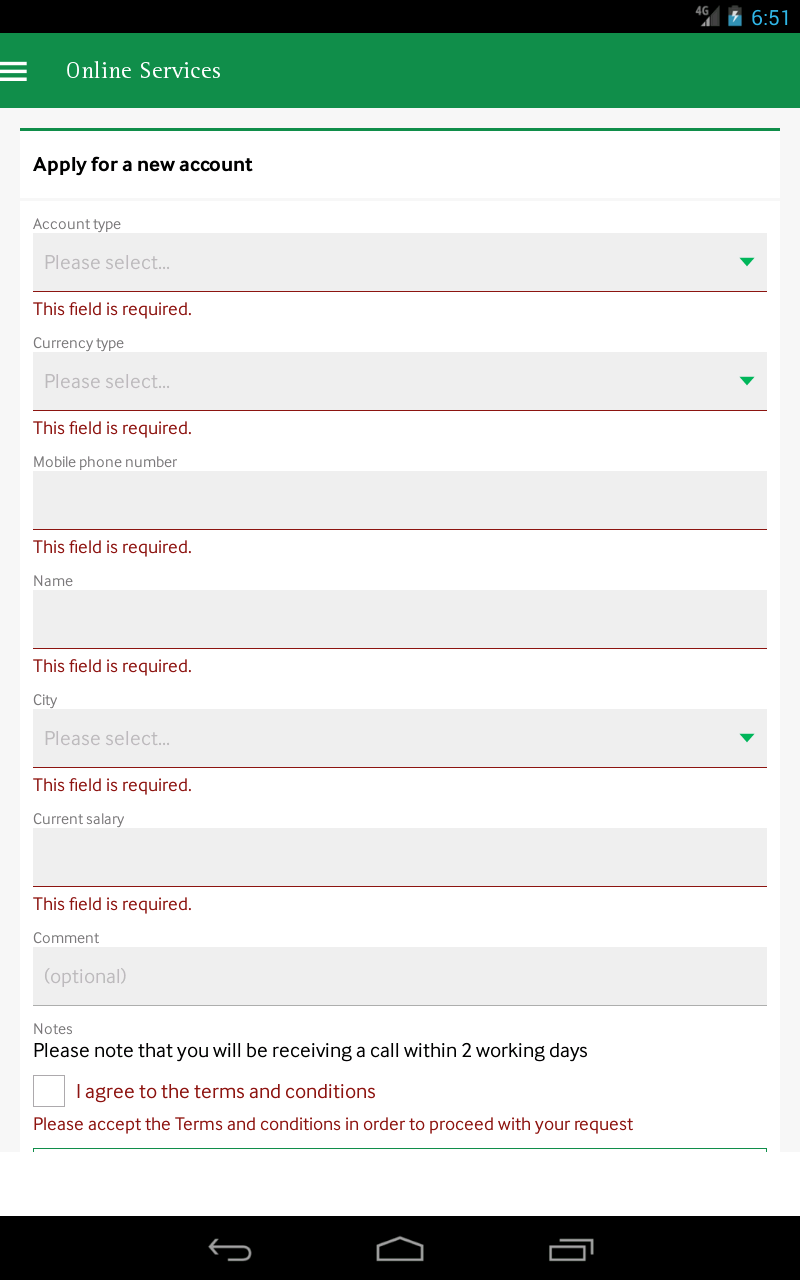 4G 6:51
Online Services
Apply for a new account
Account type
Please select...
This field is required.
Currency type
Please select...
This field is required.
Mobile phone number
This field is required.
Name
This field is required.
City
Please select...
This field is required.
Current salary
This field is required.
Comment
(optional)
Notes
Please note that you will be receiving a call within 2 working days
I agree to the terms and conditions
Please accept the Terms and conditions in order to proceed with your request